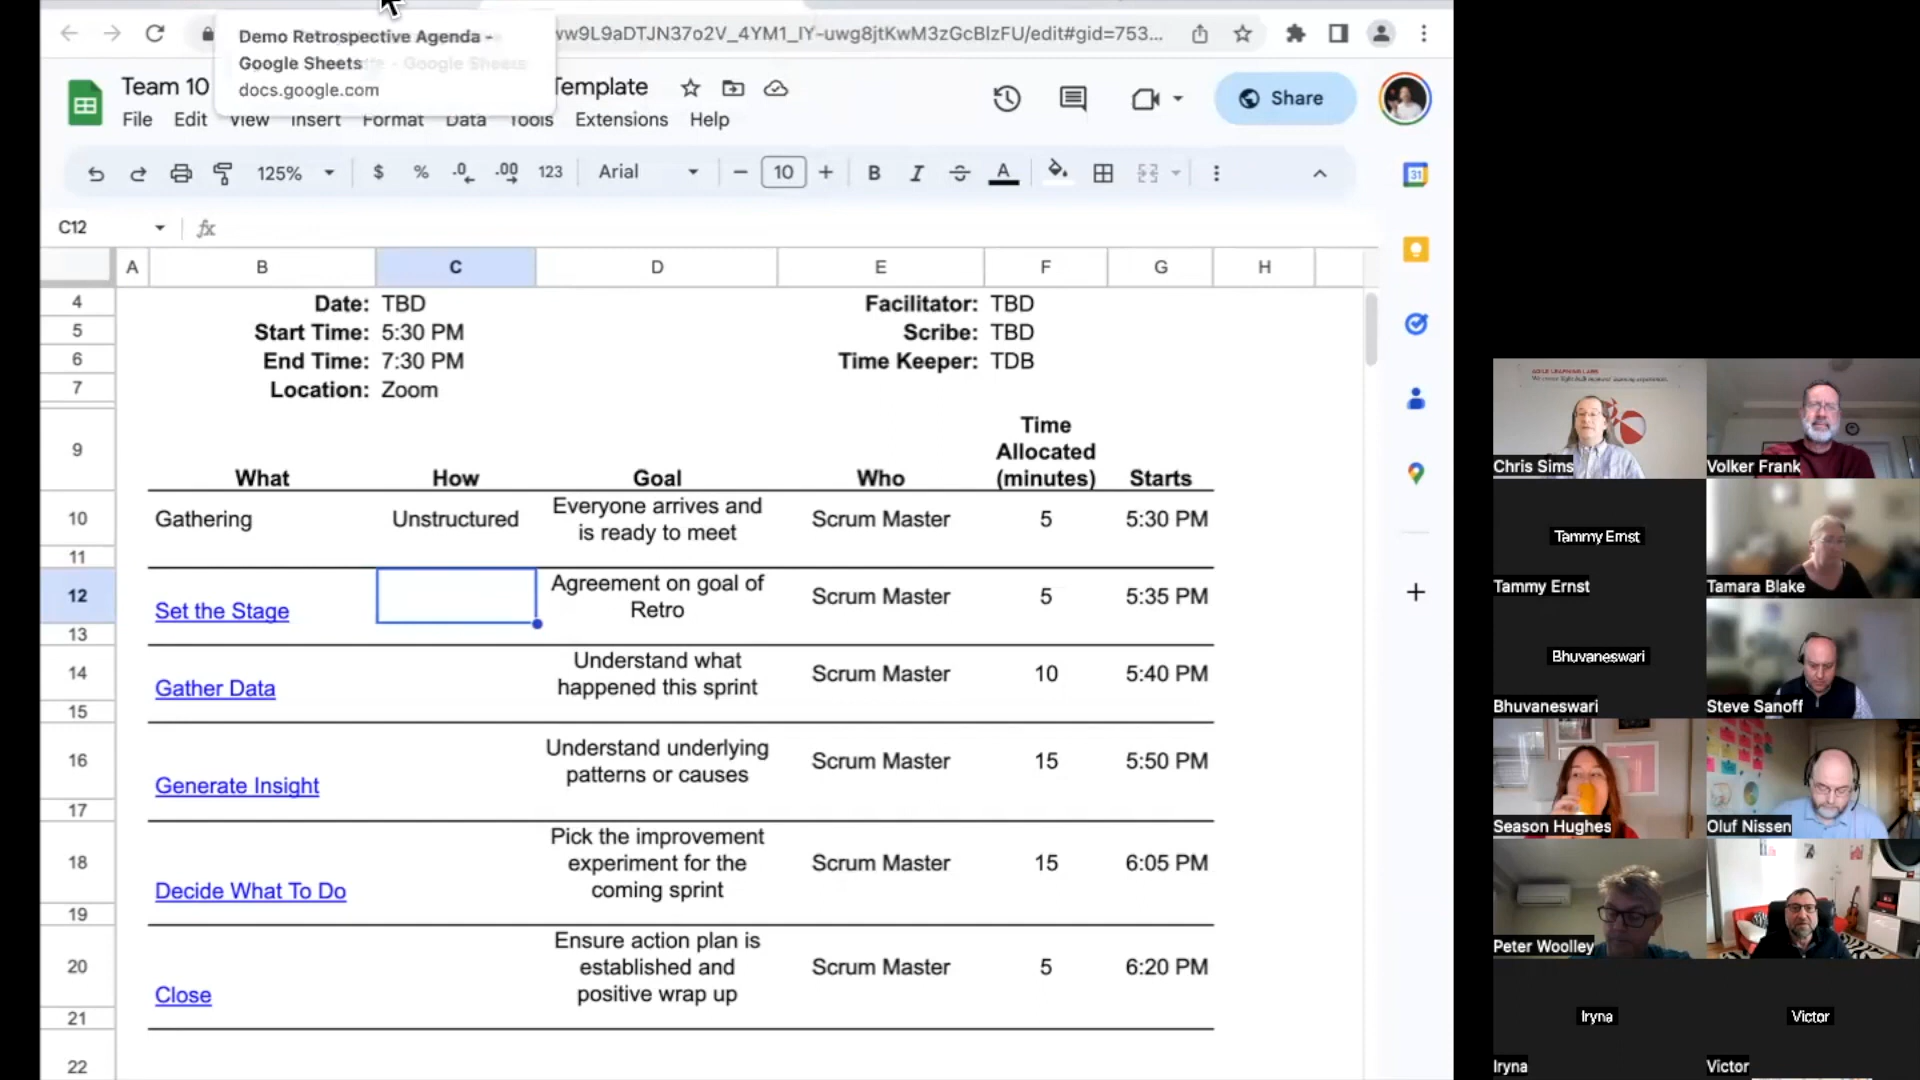 Demo Retrospective Agenda -
Google Sheets
docs.google.com
ww9L9aDTJN37o2V_4YM1_IY-uwg8jtKwM3zGcBlzFU/edit#gid=753...
Team 10
Template
Share
File Edit View Insert Format Data Tools Extensions Help
125% $ % .0 .00 123 Arial 10 B I A
31
C12 fx
A B C D E F G H
4 Date: TBD Facilitator: TBD
5 Start Time: 5:30 PM Scribe: TBD
6 End Time: 7:30 PM Time Keeper: TDB
7 Location: Zoom
9 What How Goal Who Time Allocated (minutes) Starts
10 Gathering Unstructured Everyone arrives and is ready to meet Scrum Master 5 5:30 PM
11
12 Set the Stage Agreement on goal of Retro Scrum Master 5 5:35 PM
13
14 Gather Data Understand what happened this sprint Scrum Master 10 5:40 PM
15
16 Generate Insight Understand underlying patterns or causes Scrum Master 15 5:50 PM
17
18 Decide What To Do Pick the improvement experiment for the coming sprint Scrum Master 15 6:05 PM
19
20 Close Ensure action plan is established and positive wrap up Scrum Master 5 6:20 PM
21
22
AGILE LEARNING LABS
Chris Sims
Volker Frank
Tammy Ernst
Tammy Ernst
Tamara Blake
Bhuvaneswari
Bhuvaneswari
Steve Sanoff
Season Hughes
Oluf Nissen
Peter Woolley
Iryna
Iryna
Victor
Victor